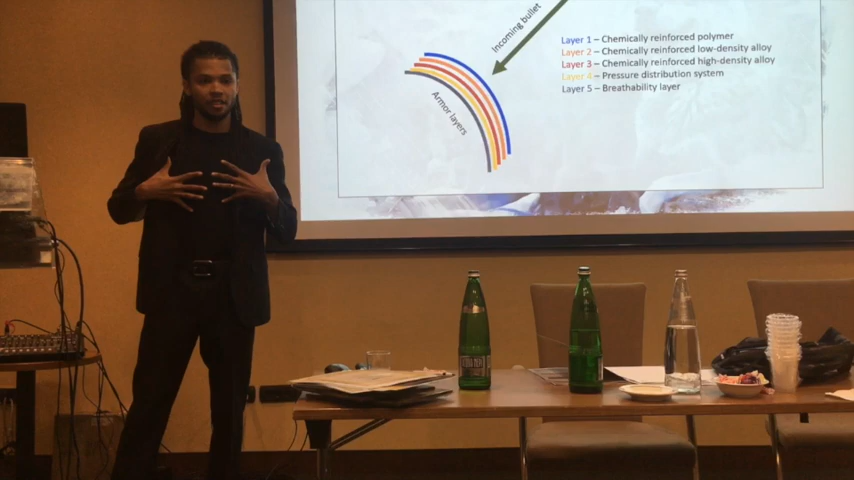 Incoming bullet
Armor layers
Layer 1 – Chemically reinforced polymer
Layer 2 – Chemically reinforced low-density alloy
Layer 3 – Chemically reinforced high-density alloy
Layer 4 – Pressure distribution system
Layer 5 – Breathability layer